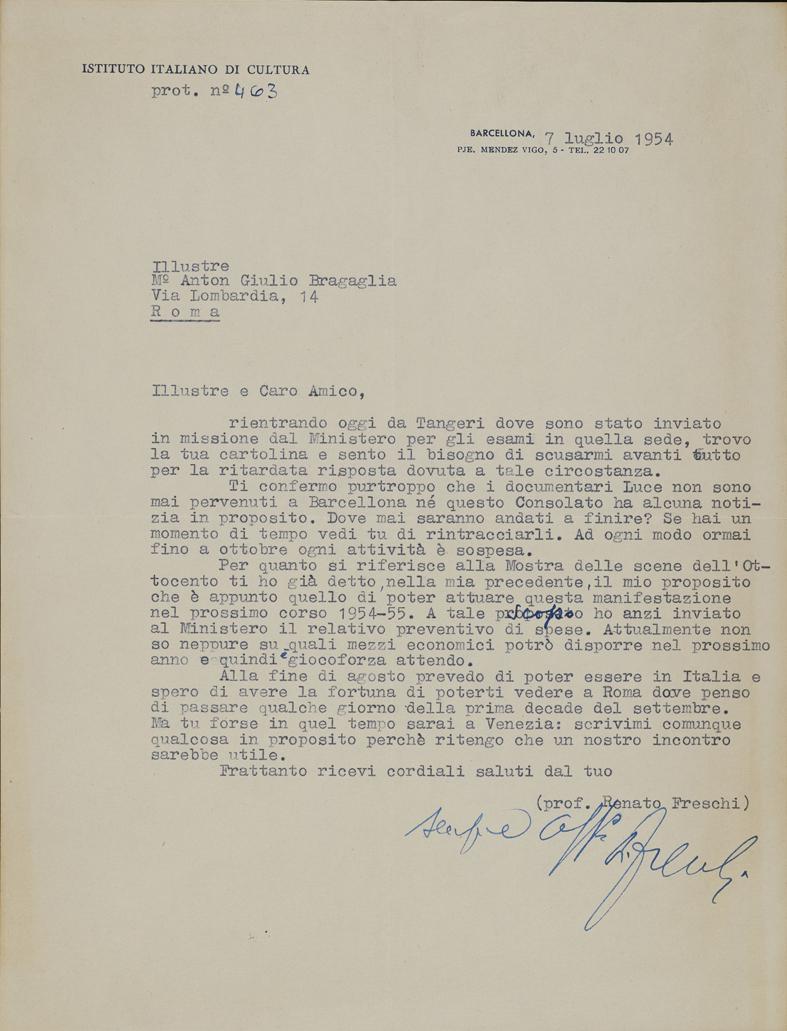 ISTITUTO ITALIANO DI CULTURA
prot. nº 463
BARCELLONA, 7 luglio 1954
PJE. MENDEZ VIGO, 5 - TEL. 22 10 07
Illustre
Mº Anton Giulio Bragaglia
Via Lombardia, 14
R o m a
Illustre e Caro Amico,
rientrando oggi da Tangeri dove sono stato inviato
in missione dal Ministero per gli esami in quella sede, trovo
la tua cartolina e sento il bisogno di scusarmi avanti tutto
per la ritardata risposta dovuta a tale circostanza.
Ti confermo purtroppo che i documentari Luce non sono
mai pervenuti a Barcellona né questo Consolato ha alcuna noti-
zia in proposito. Dove mai saranno andati a finire? Se hai un
momento di tempo vedi tu di rintracciarli. Ad ogni modo ormai
fino a ottobre ogni attività è sospesa.
Per quanto si riferisce alla Mostra delle scene dell'Ot-
tocento ti ho già detto,nella mia precedente,il mio proposito
che è appunto quello di poter attuare questa manifestazione
nel prossimo corso 1954-55. A tale ho anzi inviato
al Ministero il relativo preventivo di spese. Attualmente non
so neppure su quali mezzi economici potrò disporre nel prossimo
anno e quindi è giocoforza attendo.
Alla fine di agosto prevedo di poter essere in Italia e
spero di avere la fortuna di poterti vedere a Roma dove penso
di passare qualche giorno della prima decade del settembre.
Ma tu forse in quel tempo sarai a Venezia: scrivimi comunque
qualcosa in proposito perchè ritengo che un nostro incontro
sarebbe utile.
Frattanto ricevi cordiali saluti dal tuo
(prof. Renato Freschi)
sempre aff. R. Freschi